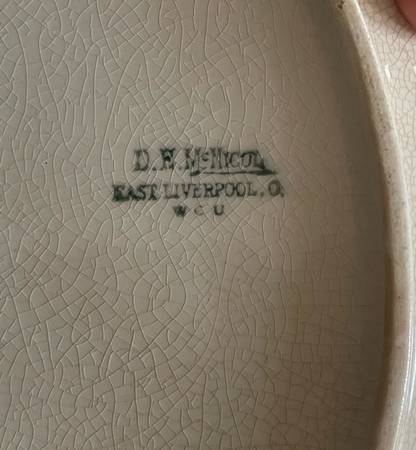 D. E. McNICOL
EAST LIVERPOOL, O.
W C U